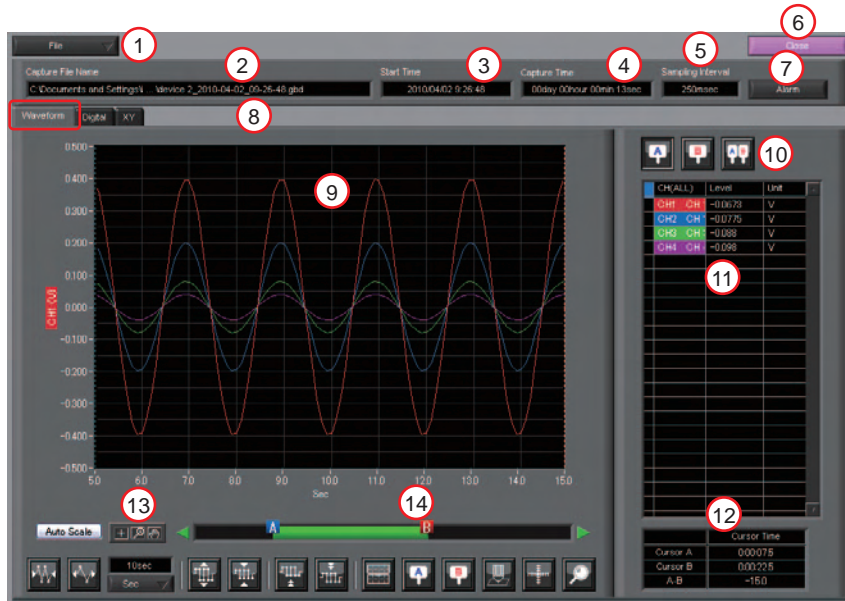 6
File
1
Close
2
3
4
5
7
Capture File Name
Start Time
Capture Time
Sampling Interval
C:\Documents and Settings\i ... \device 2_2010-04-02_09-26-48.gbd
2010/04/02 9:26:48
00day 00hour 00min 13sec
250msec
Alarm
Waveform
Digital
XY
8
0.500
0.400
0.300
0.200
0.100
0.000
-0.100
-0.200
-0.300
-0.400
-0.500
CH1 (V)
9
5.0 6.0 7.0 8.0 9.0 10.0 11.0 12.0 13.0 14.0 15.0
Sec
A
B
A B
10
CH(ALL) Level Unit
CH1 CH -0.0673 V
CH2 CH -0.0775 V
CH3 CH -0.088 V
CH4 CH -0.098 V
11
13
14
12
Auto Scale
A
B
Cursor Time
Cursor A 0:00:07.5
Cursor B 0:00:22.5
A-B -15.0
10sec
Sec
A
B